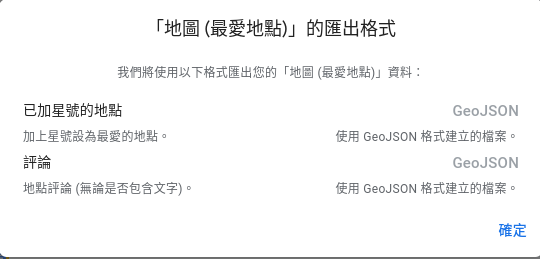 「地圖 (最愛地點)」的匯出格式
我們將使用以下格式匯出您的「地圖 (最愛地點)」資料：
已加星號的地點 GeoJSON
加上星號設為最愛的地點。 使用 GeoJSON 格式建立的檔案。
評論 GeoJSON
地點評論 (無論是否包含文字)。 使用 GeoJSON 格式建立的檔案。
確定